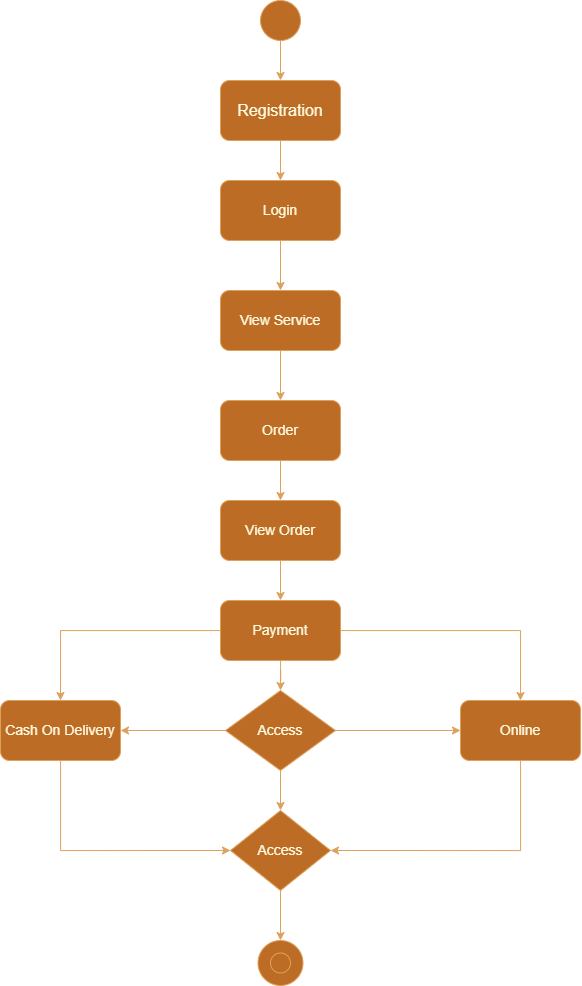 Registration
Login
View Service
Order
View Order
Payment
Cash On Delivery
Access
Online
Access